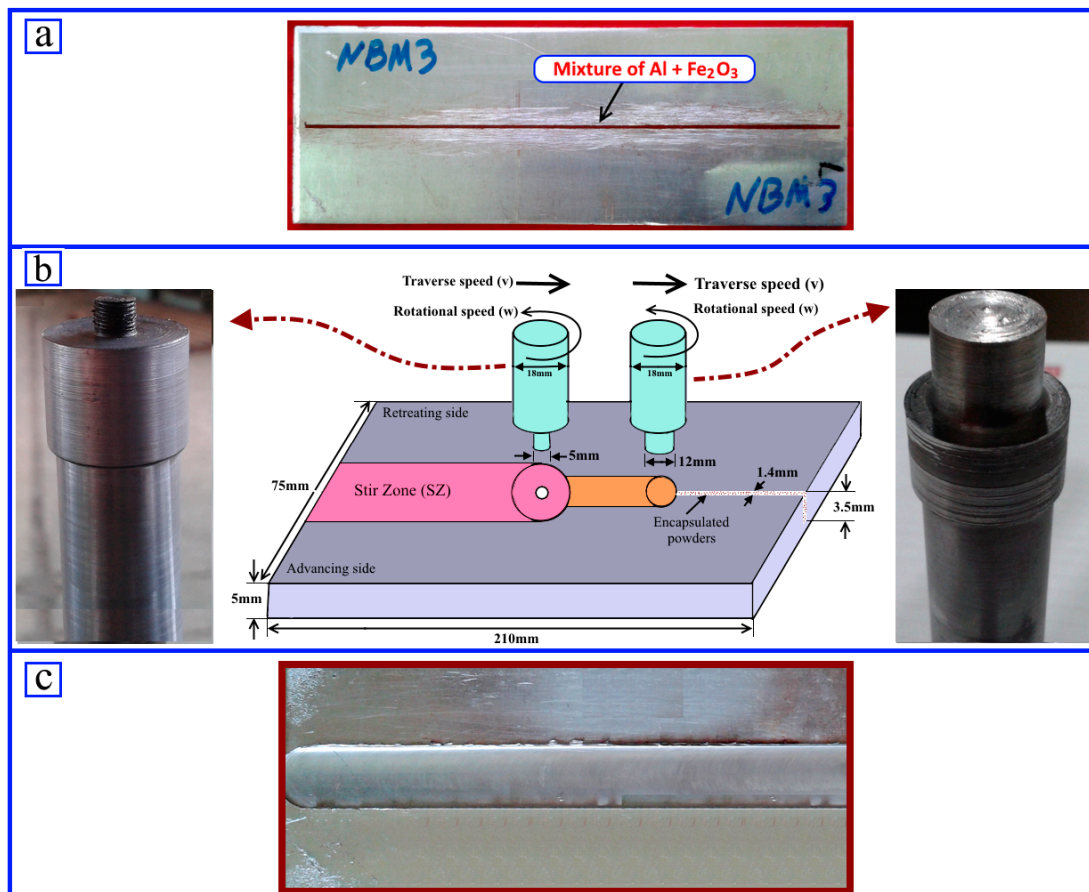 a
NBM3
Mixture of Al + Fe₂O₃
NBM3
b
Traverse speed (v)
Traverse speed (v)
Rotational speed (w)
Rotational speed (w)
18mm
18mm
Retreating side
5mm
12mm
1.4mm
75mm
Stir Zone (SZ)
3.5mm
Encapsulated
powders
Advancing side
5mm
210mm
c